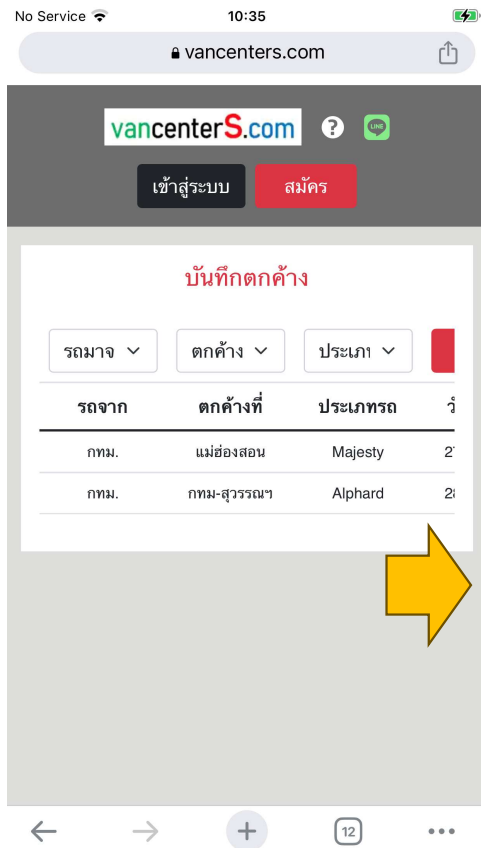 No Service 10:35
vancenters.com
vancenterS.com ? LINE
เข้าสู่ระบบ สมัคร
บันทึกตกค้าง
รถมาจ ตกค้าง ประเภท
รถจาก ตกค้างที่ ประเภทรถ วั
กทม. แม่ฮ่องสอน Majesty 2
กทม. กทม-สุวรรณฯ Alphard 28
12